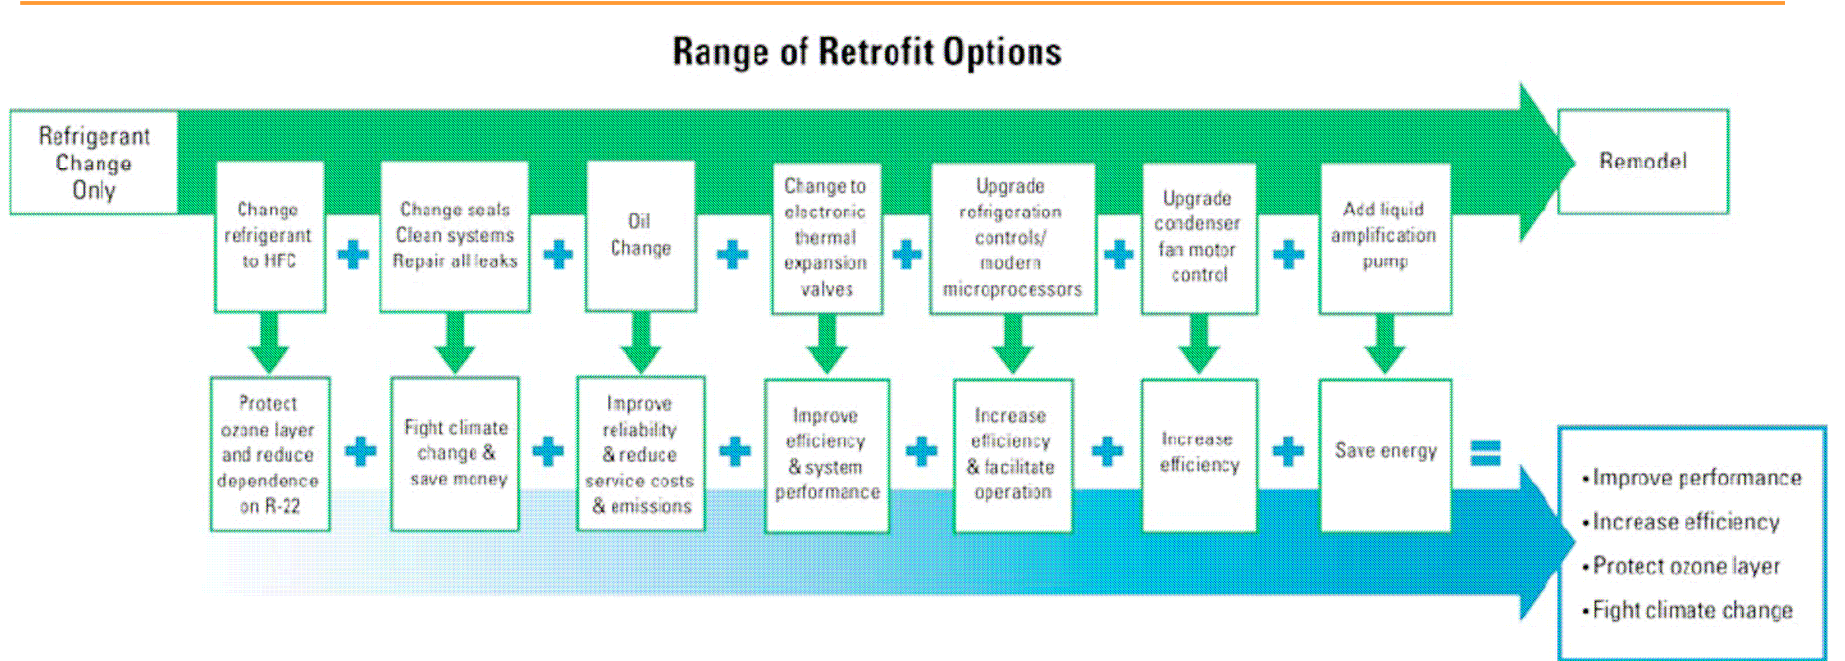 Range of Retrofit Options
Refrigerant
Change
Only
Change
refrigerant
to HFC
Change seals
Clean systems
Repair all leaks
Oil
Change
Change to
electronic
thermal
expansion
valves
Upgrade
refrigeration
controls/
modern
microprocessors
Upgrade
condenser
fan motor
control
Add liquid
amplification
pump
Remodel
Protect
ozone layer
and reduce
dependence
on R-22
Fight climate
change &
save money
Improve
reliability
& reduce
service costs
& emissions
Improve
efficiency
& system
performance
Increase
efficiency
& facilitate
operation
Increase
efficiency
Save energy
• Improve performance
• Increase efficiency
• Protect ozone layer
• Fight climate change